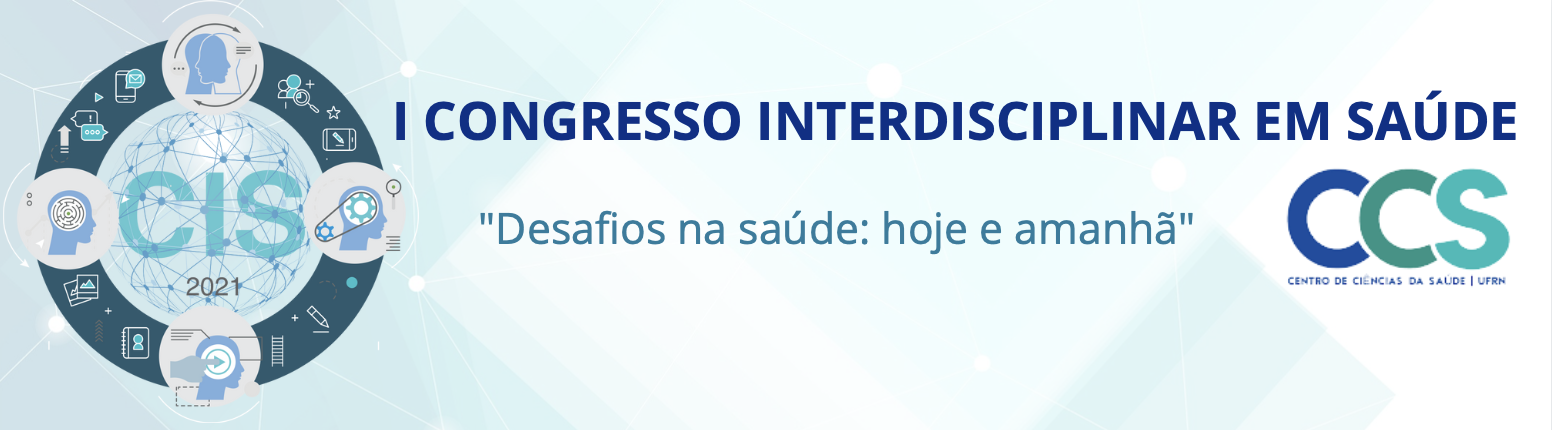 I CONGRESSO INTERDISCIPLINAR EM SAÚDE
CIS
2021
"Desafios na saúde: hoje e amanhã"
CCS
CENTRO DE CIÊNCIAS DA SAÚDE | UFRN